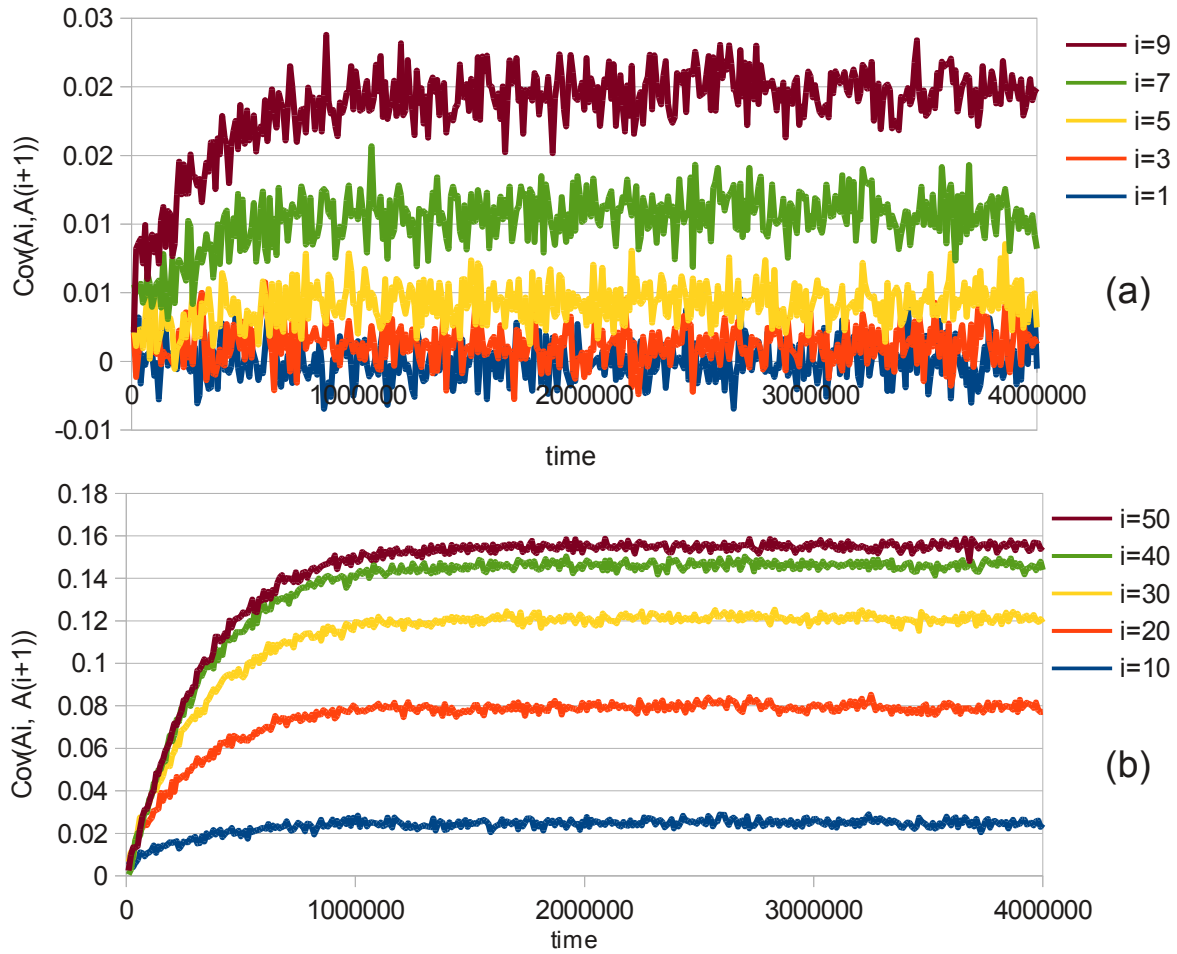 0.03
0.02
0.02
0.01
0.01
0
-0.01
Cov(Ai,A(i+1))
0 1000000 2000000 3000000 4000000
time
i=9
i=7
i=5
i=3
i=1
(a)
0.18
0.16
0.14
0.12
0.1
0.08
0.06
0.04
0.02
0
Cov(Ai, A(i+1))
0 1000000 2000000 3000000 4000000
time
i=50
i=40
i=30
i=20
i=10
(b)